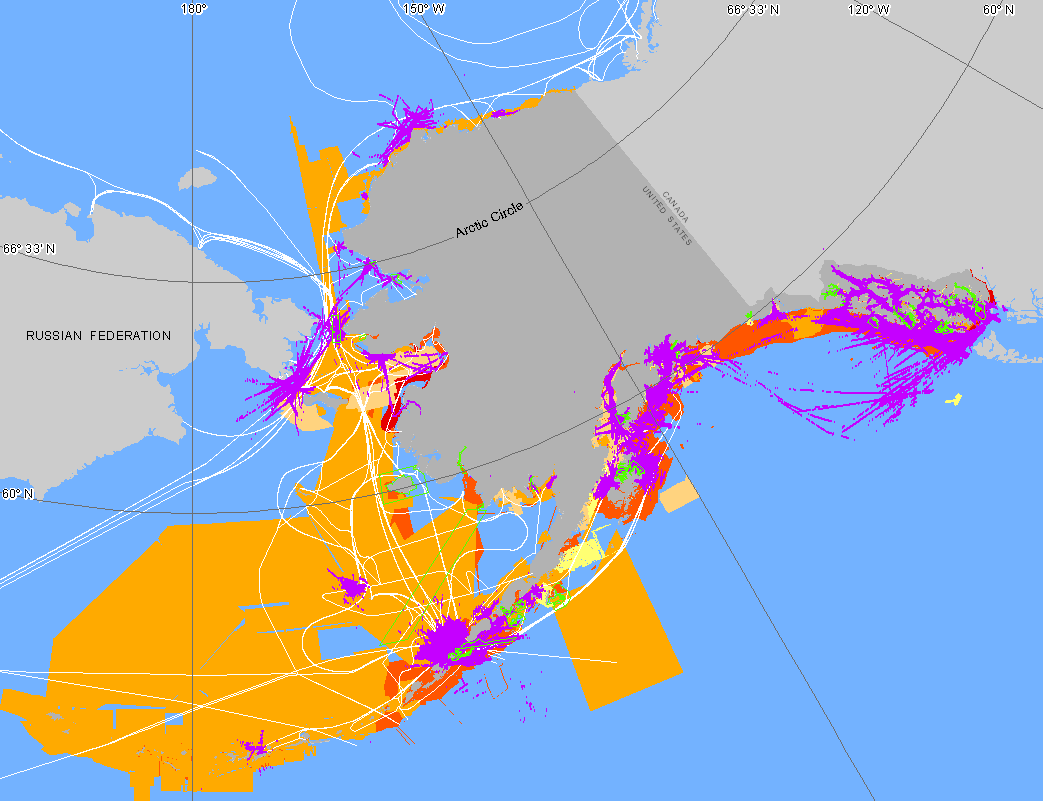 180°
150° W
66° 33' N
120° W
60° N
CANADA
UNITED STATES
Arctic Circle
66° 33' N
RUSSIAN FEDERATION
60° N